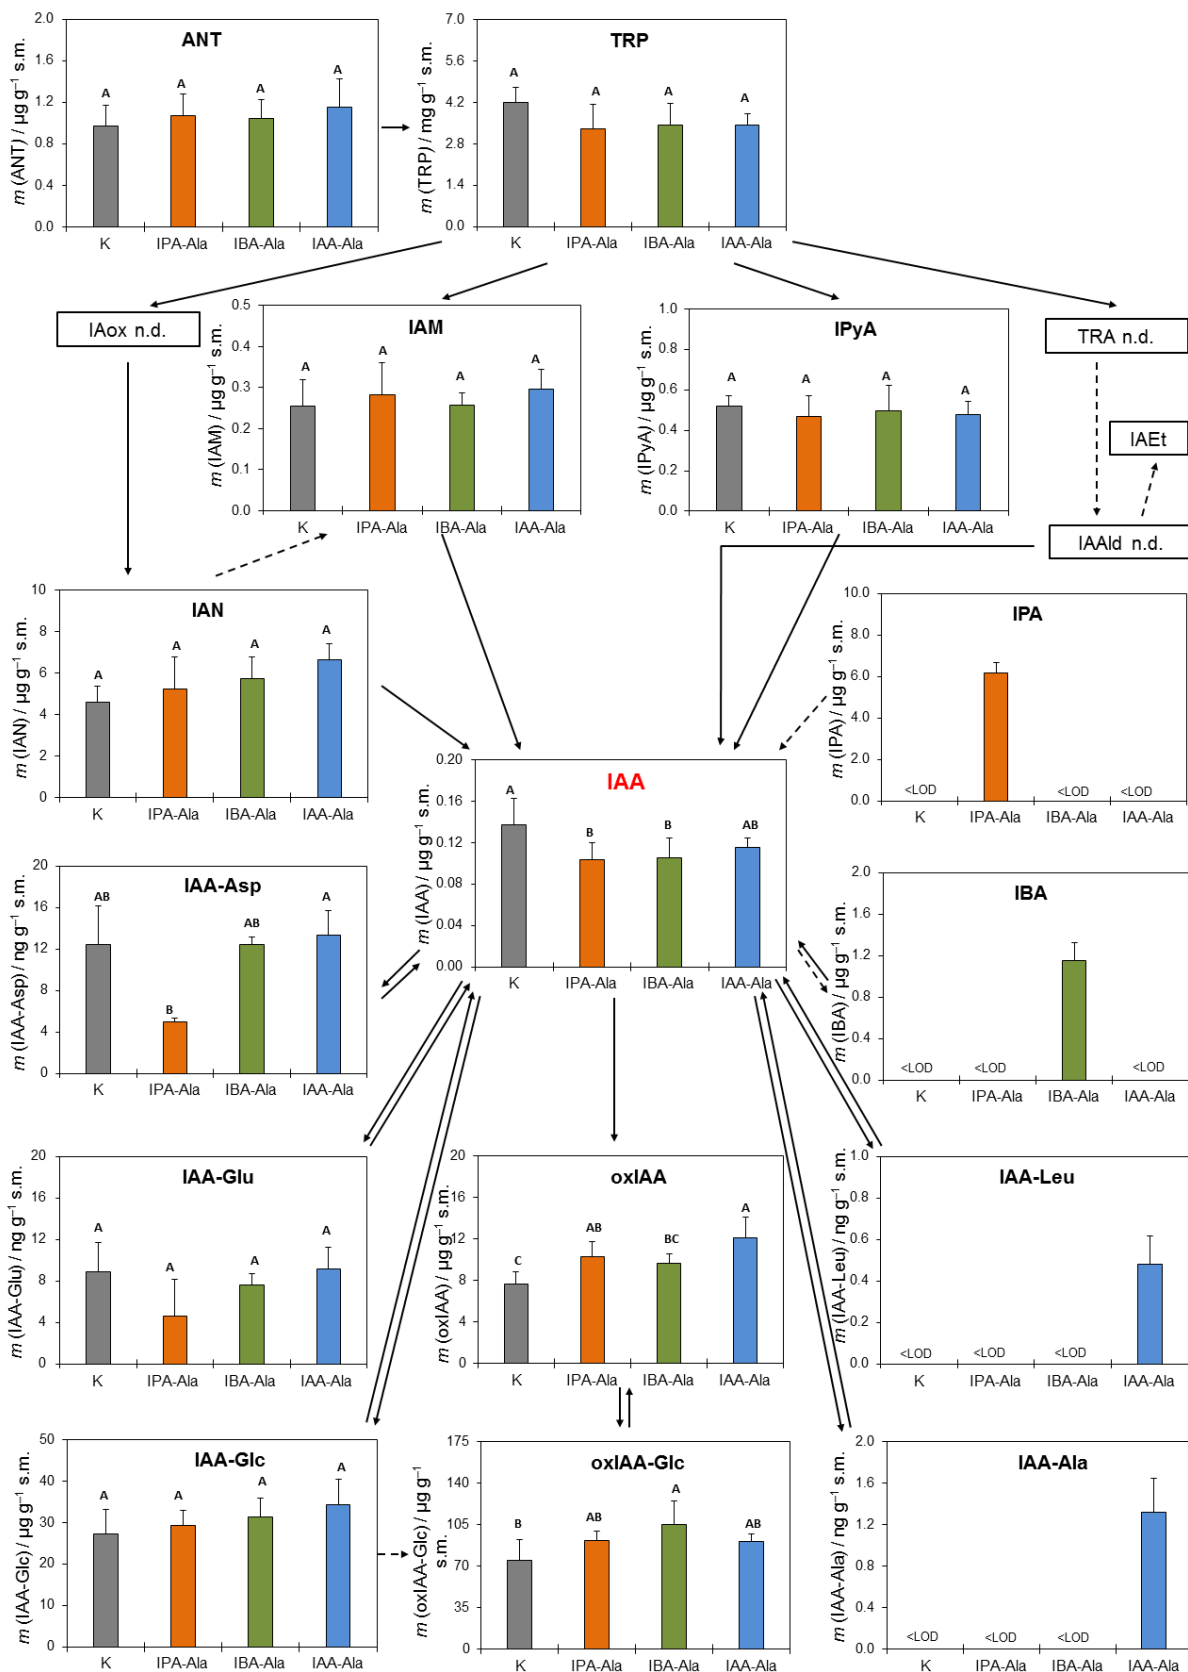 ANT
m (ANT) / µg g⁻¹ s.m.
2.0
1.6
1.2
0.8
0.4
0.0
A A A A
K IPA-Ala IBA-Ala IAA-Ala
TRP
m (TRP) / mg g⁻¹ s.m.
7.0
5.6
4.2
2.8
1.4
0.0
A A A A
K IPA-Ala IBA-Ala IAA-Ala
IAox n.d.
IAM
m (IAM) / µg g⁻¹ s.m.
0.5
0.4
0.3
0.2
0.1
0.0
A A A A
K IPA-Ala IBA-Ala IAA-Ala
IPyA
m (IPyA) / µg g⁻¹ s.m.
1.0
0.8
0.6
0.4
0.2
0.0
A A A A
K IPA-Ala IBA-Ala IAA-Ala
TRA n.d.
IAEt
IAAld n.d.
IAN
m (IAN) / µg g⁻¹ s.m.
10
8
6
4
2
0
A A A A
K IPA-Ala IBA-Ala IAA-Ala
IPA
m (IPA) / µg g⁻¹ s.m.
10.0
8.0
6.0
4.0
2.0
0.0
<LOD <LOD <LOD
K IPA-Ala IBA-Ala IAA-Ala
IAA
m (IAA) / µg g⁻¹ s.m.
0.20
0.16
0.12
0.08
0.04
0.00
A B B AB
K IPA-Ala IBA-Ala IAA-Ala
IAA-Asp
m (IAA-Asp) / ng g⁻¹ s.m.
20
16
12
8
4
0
AB B AB A
K IPA-Ala IBA-Ala IAA-Ala
IBA
m (IBA) / µg g⁻¹ s.m.
2.0
1.6
1.2
0.8
0.4
0.0
<LOD <LOD <LOD
K IPA-Ala IBA-Ala IAA-Ala
IAA-Glu
m (IAA-Glu) / ng g⁻¹ s.m.
20
16
12
8
4
0
A A A A
K IPA-Ala IBA-Ala IAA-Ala
oxIAA
m (oxIAA) / µg g⁻¹ s.m.
20
16
12
8
4
0
C AB BC A
K IPA-Ala IBA-Ala IAA-Ala
IAA-Leu
m (IAA-Leu) / ng g⁻¹ s.m.
1.0
0.8
0.6
0.4
0.2
0.0
<LOD <LOD <LOD
K IPA-Ala IBA-Ala IAA-Ala
IAA-Glc
m (IAA-Glc) / µg g⁻¹ s.m.
50
40
30
20
10
0
A A A A
K IPA-Ala IBA-Ala IAA-Ala
oxIAA-Glc
m (oxIAA-Glc) / µg g⁻¹
s.m.
175
140
105
70
35
0
B AB A AB
K IPA-Ala IBA-Ala IAA-Ala
IAA-Ala
m (IAA-Ala) / ng g⁻¹ s.m.
2.0
1.6
1.2
0.8
0.4
0.0
<LOD <LOD <LOD
K IPA-Ala IBA-Ala IAA-Ala